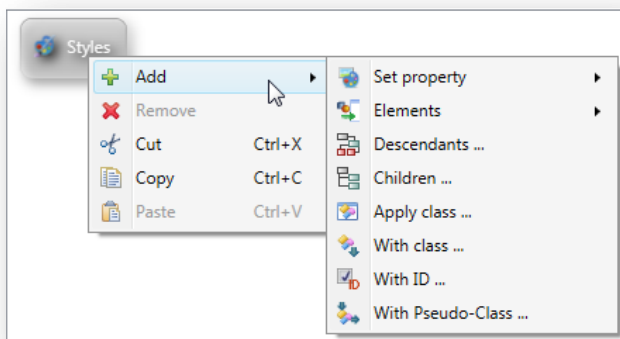 Styles
Add
Remove
Cut Ctrl+X
Copy Ctrl+C
Paste Ctrl+V
Set property
Elements
Descendants ...
Children ...
Apply class ...
With class ...
With ID ...
With Pseudo-Class ...